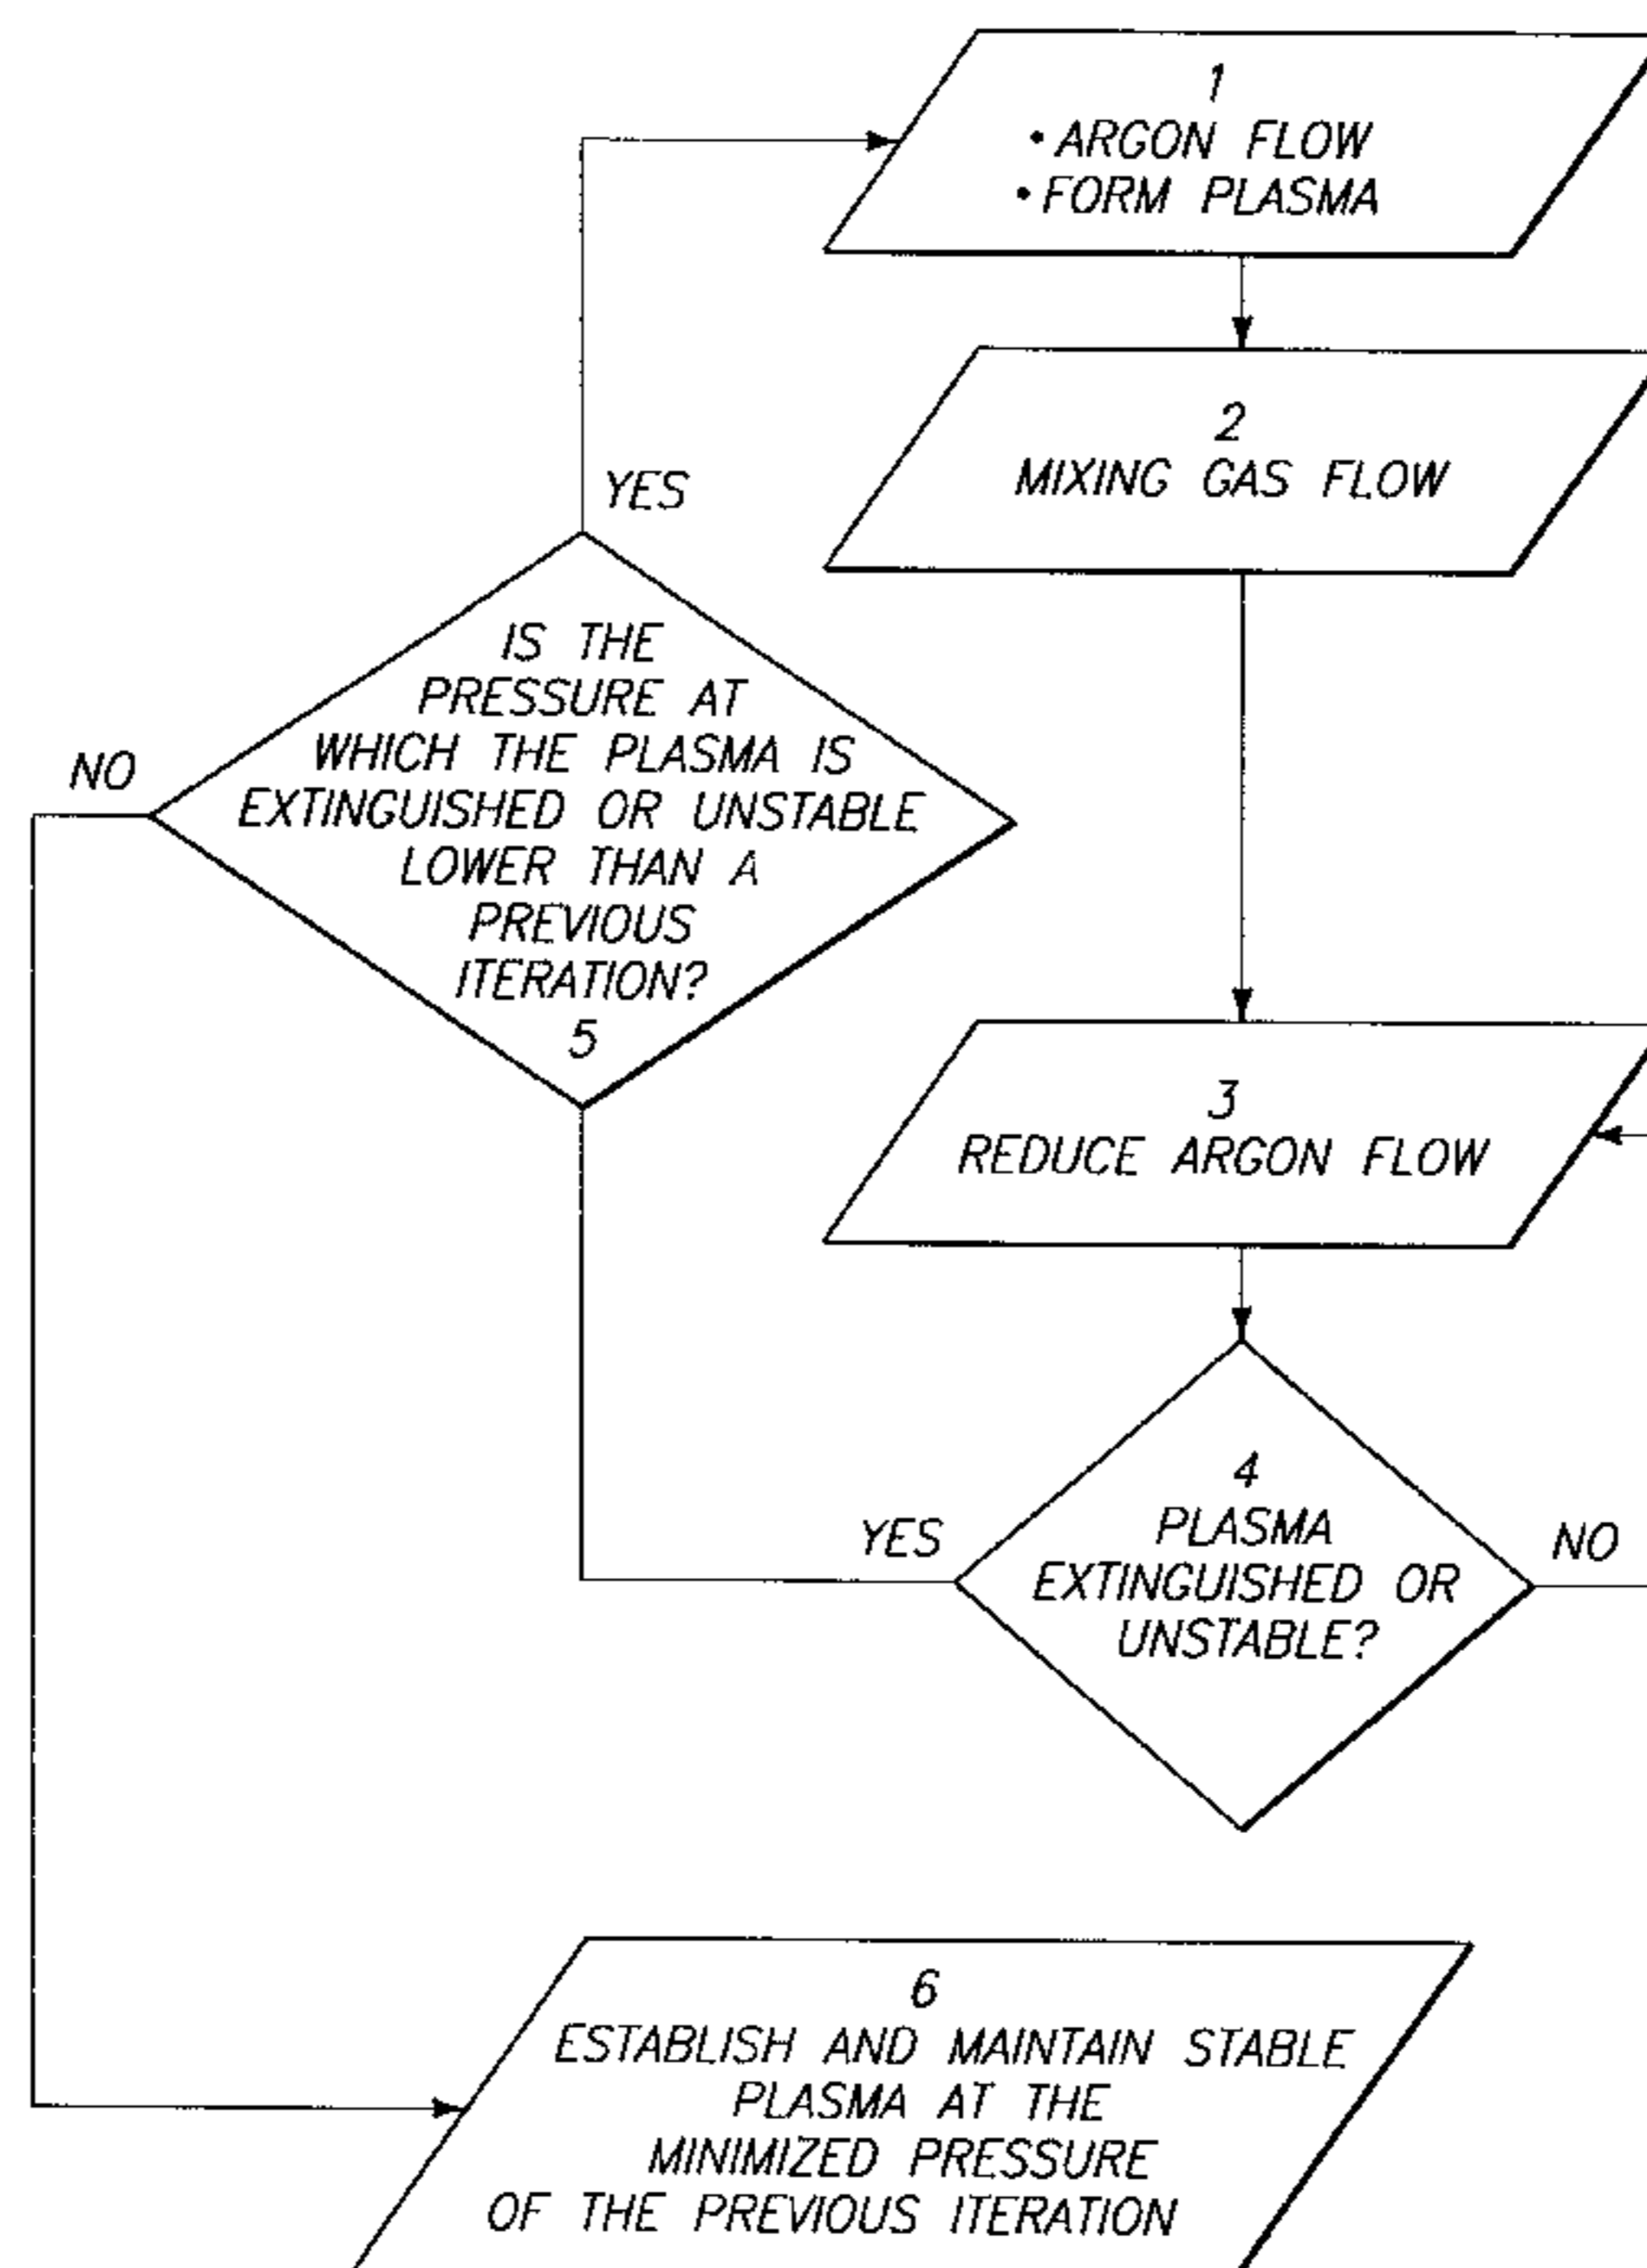 1
• ARGON FLOW
• FORM PLASMA
2
MIXING GAS FLOW
YES
IS THE
PRESSURE AT
WHICH THE PLASMA IS
EXTINGUISHED OR UNSTABLE
LOWER THAN A
PREVIOUS
ITERATION?
5
NO
3
REDUCE ARGON FLOW
4
PLASMA
EXTINGUISHED OR
UNSTABLE?
YES
NO
6
ESTABLISH AND MAINTAIN STABLE
PLASMA AT THE
MINIMIZED PRESSURE
OF THE PREVIOUS ITERATION